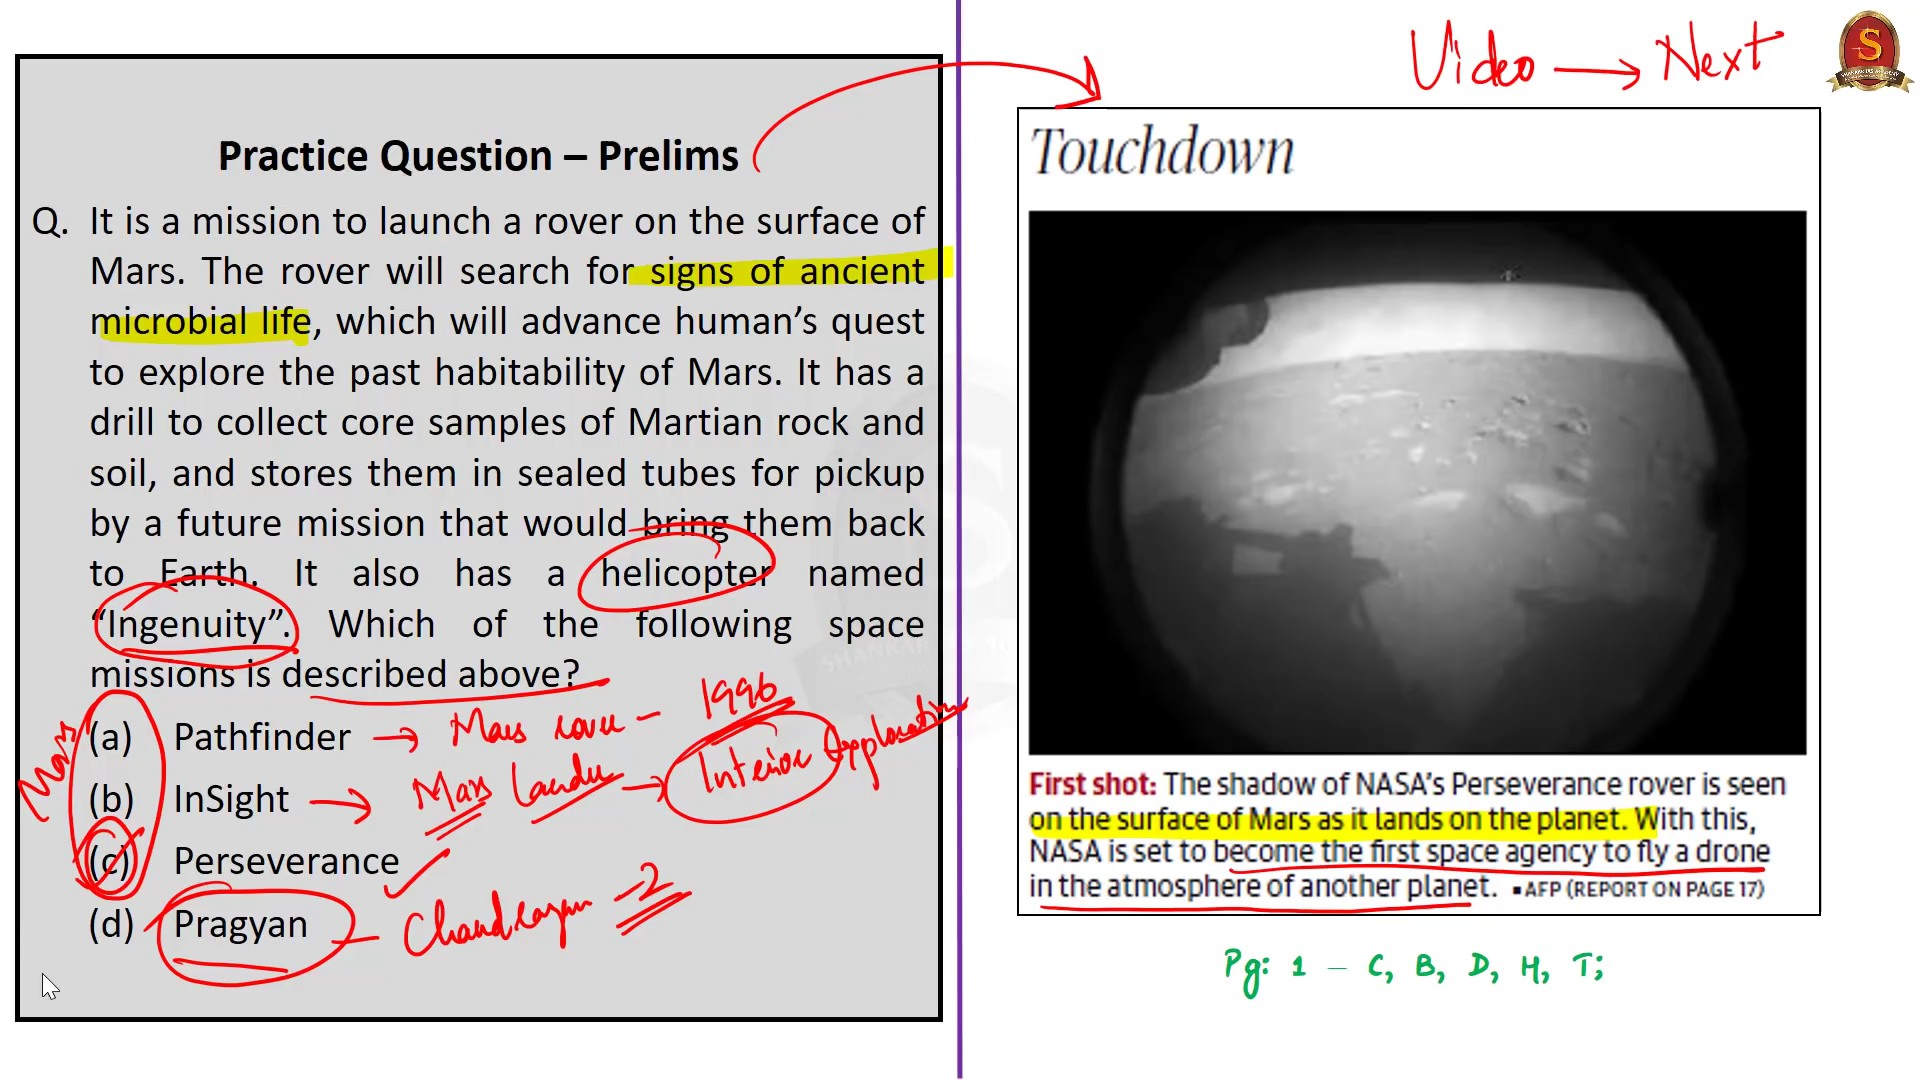 Practice Question – Prelims
Q. It is a mission to launch a rover on the surface of
Mars. The rover will search for signs of ancient
microbial life, which will advance human’s quest
to explore the past habitability of Mars. It has a
drill to collect core samples of Martian rock and
soil, and stores them in sealed tubes for pickup
by a future mission that would bring them back
to Earth. It also has a helicopter named
“Ingenuity”. Which of the following space
missions is described above?
(a) Pathfinder → Mars rover – 1996
(b) InSight → Mars Lander → Interior Exploration
(c) Perseverance
(d) Pragyan – Chandrayan – 2
Mars
Video → Next
Touchdown
First shot: The shadow of NASA’s Perseverance rover is seen
on the surface of Mars as it lands on the planet. With this,
NASA is set to become the first space agency to fly a drone
in the atmosphere of another planet. ▪ AFP (REPORT ON PAGE 17)
Pg: 1 – C, B, D, H, T;
S